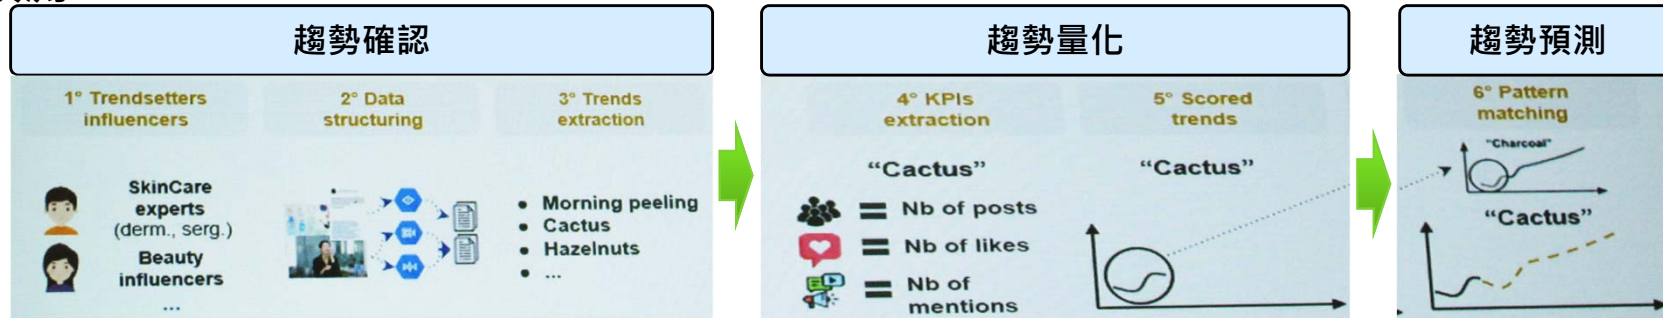 趨勢確認
1° Trendsetters
influencers
2° Data
structuring
3° Trends
extraction
SkinCare
experts
(derm., serg.)
Beauty
influencers
...
• Morning peeling
• Cactus
• Hazelnuts
• ...
趨勢量化
4° KPIs
extraction
5° Scored
trends
“Cactus”
= Nb of posts
= Nb of likes
= Nb of
mentions
“Cactus”
趨勢預測
6° Pattern
matching
“Charcoal”
“Cactus”